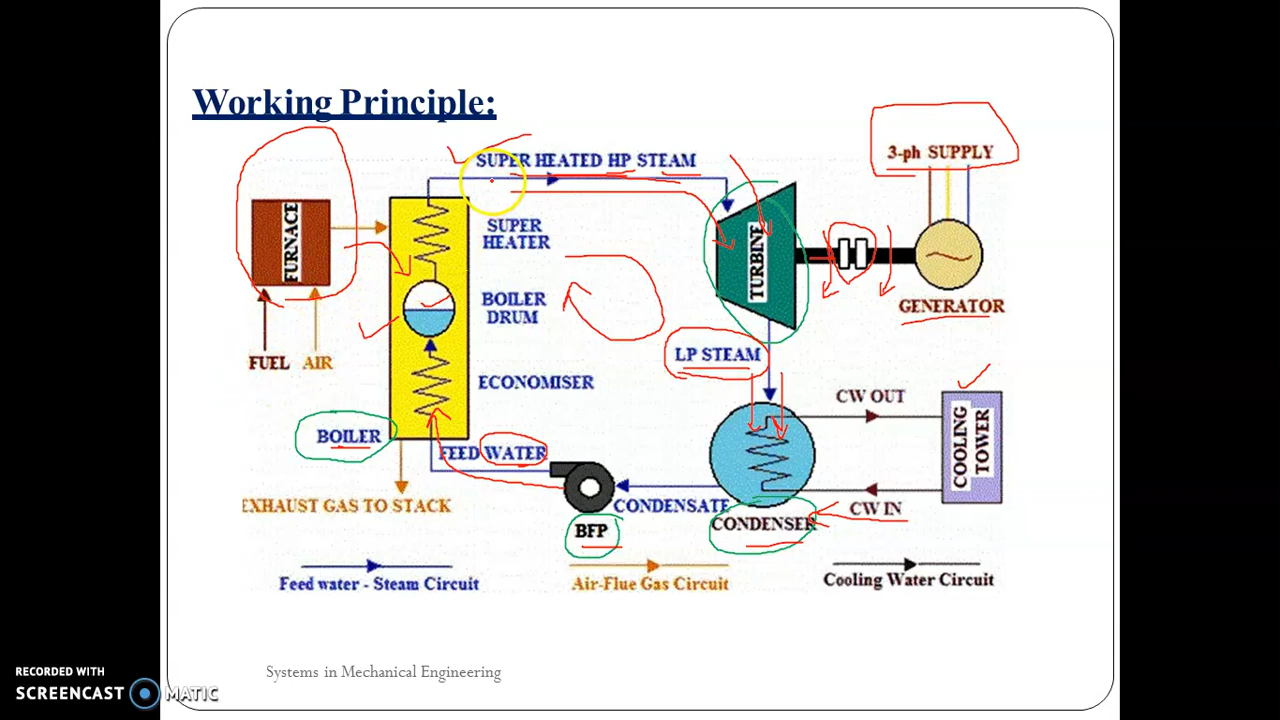 Working Principle:
3-ph SUPPLY
SUPER HEATED HP STEAM
FURNACE
SUPER
HEATER
TURBINE
BOILER
DRUM
GENERATOR
FUEL AIR
LP STEAM
ECONOMISER
CW OUT
COOLING
TOWER
BOILER
FEED WATER
EXHAUST GAS TO STACK
CONDENSATE
CW IN
BFP
CONDENSER
Feed water - Steam Circuit
Air-Flue Gas Circuit
Cooling Water Circuit
Systems in Mechanical Engineering
RECORDED WITH
SCREENCAST MATIC